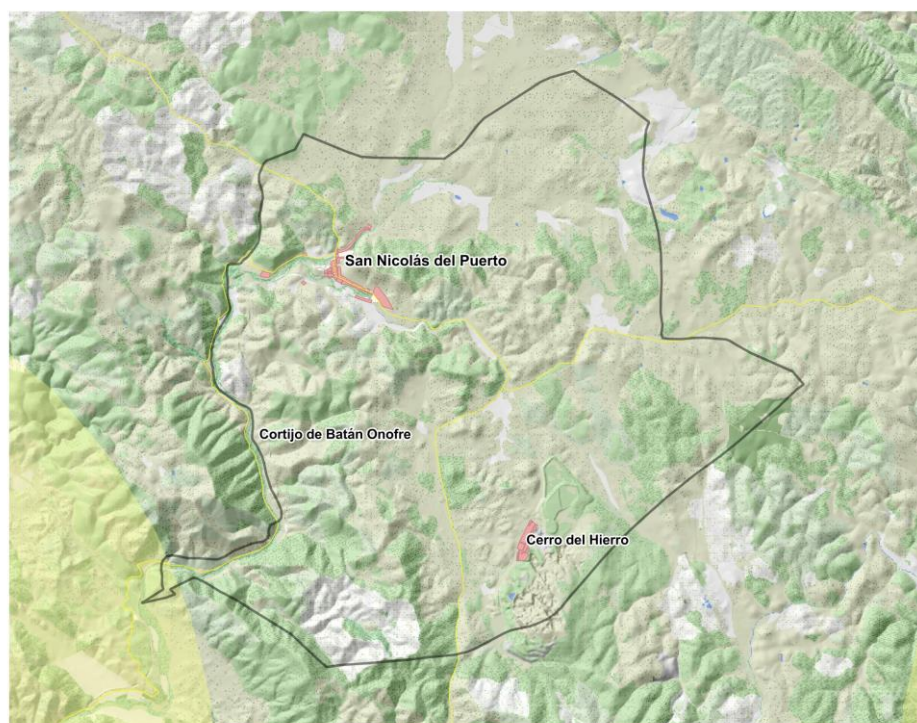 San Nicolás del Puerto
Cortijo de Batán Onofre
Cerro del Hierro